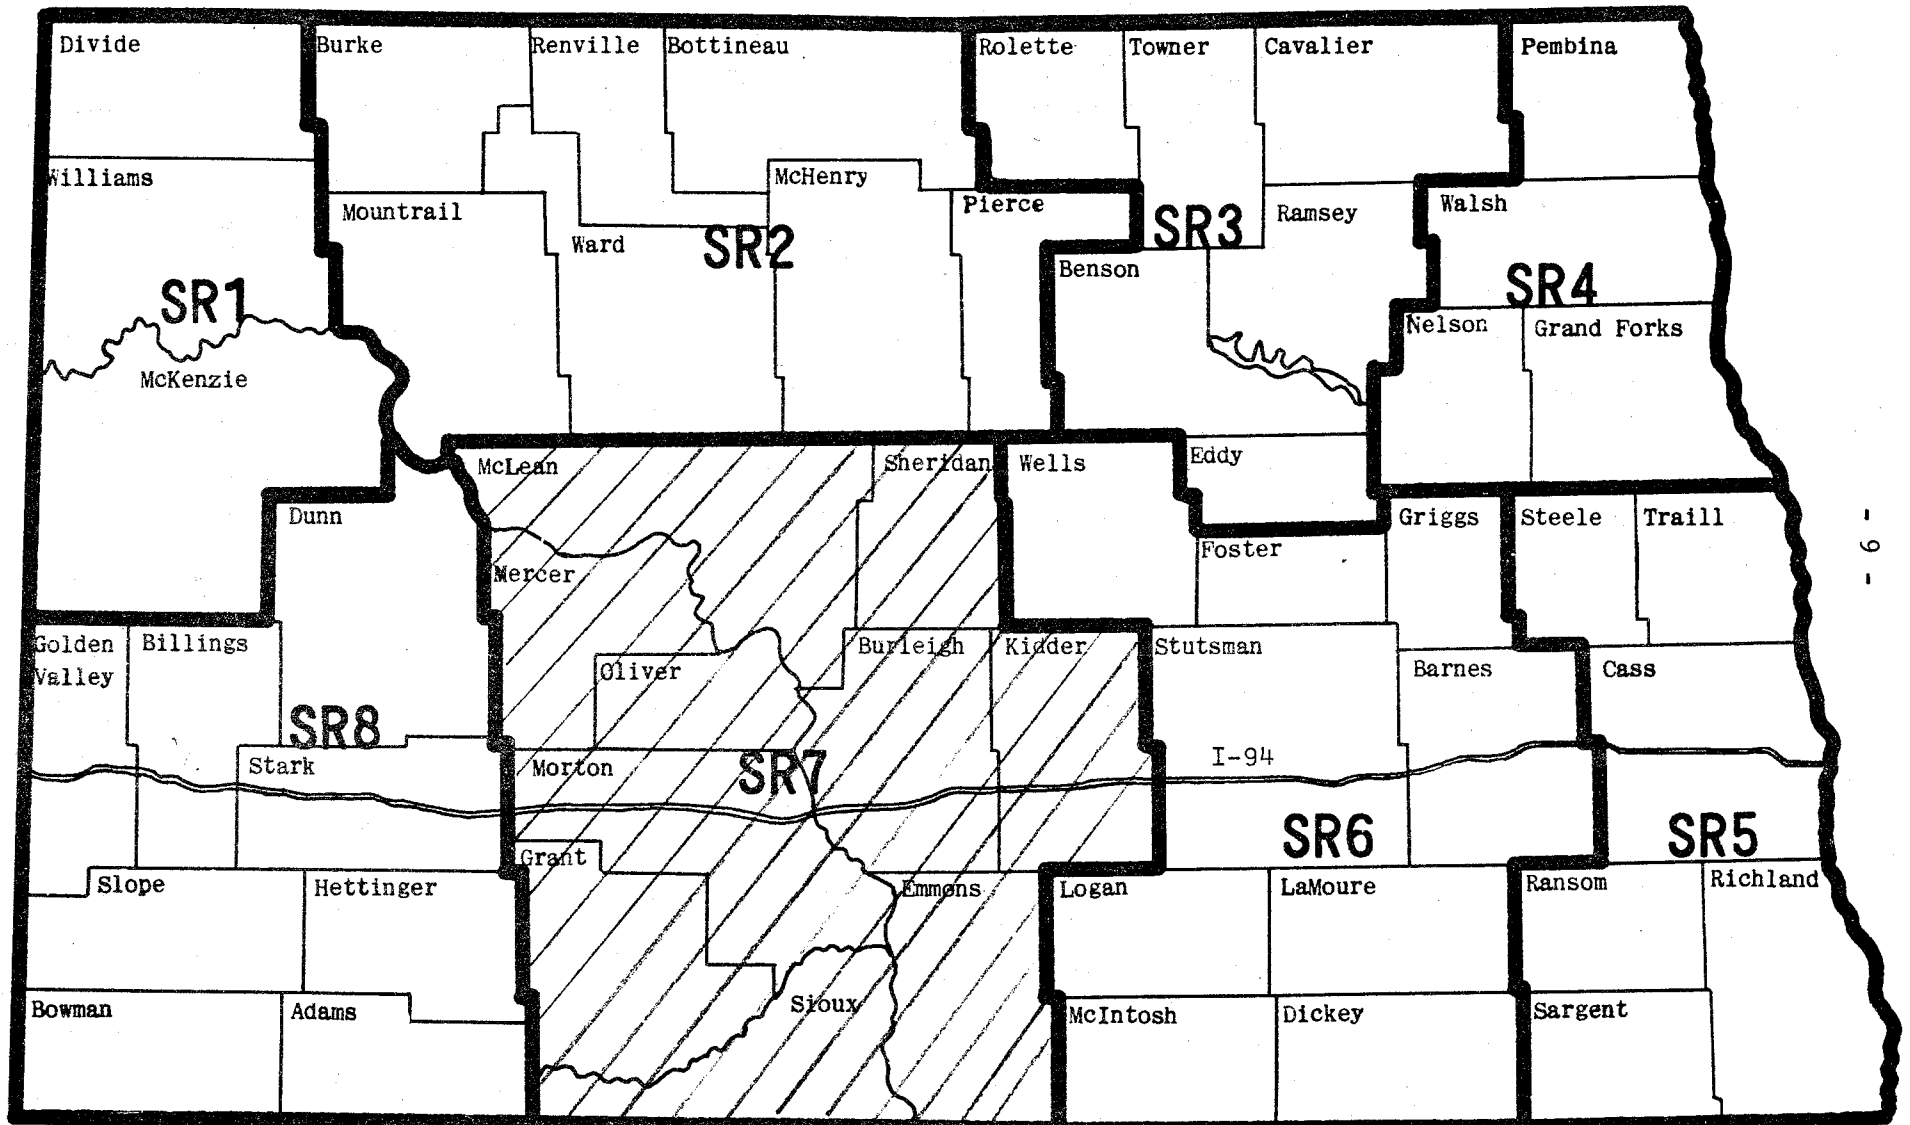 Divide
Burke
Renville
Bottineau
Rolette
Towner
Cavalier
Pembina
Williams
Mountrail
Ward
SR2
McHenry
Pierce
SR3
Ramsey
Walsh
Benson
SR4
SR1
McKenzie
Nelson
Grand Forks
McLean
Sheridan
Wells
Eddy
Dunn
Griggs
Steele
Traill
Foster
Mercer
- 9 -
Golden
Valley
Billings
Oliver
Burleigh
Kidder
Stutsman
Barnes
Cass
SR8
Stark
Morton
SR7
I-94
SR6
SR5
Grant
Slope
Hettinger
Emmons
Logan
LaMoure
Ransom
Richland
Bowman
Adams
Sioux
McIntosh
Dickey
Sargent